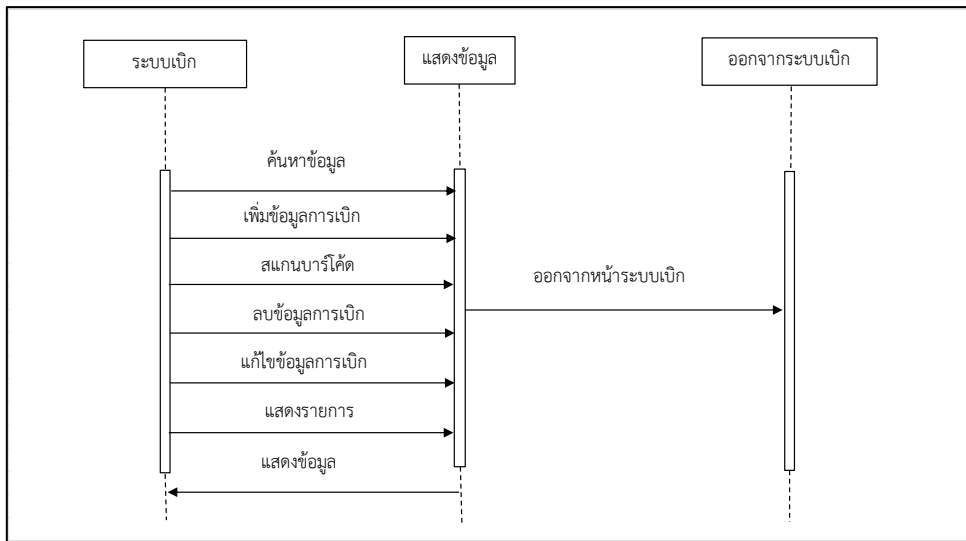 ระบบเบิก
แสดงข้อมูล
ออกจากระบบเบิก
ค้นหาข้อมูล
เพิ่มข้อมูลการเบิก
สแกนบาร์โค้ด
ออกจากหน้าระบบเบิก
ลบข้อมูลการเบิก
แก้ไขข้อมูลการเบิก
แสดงรายการ
แสดงข้อมูล